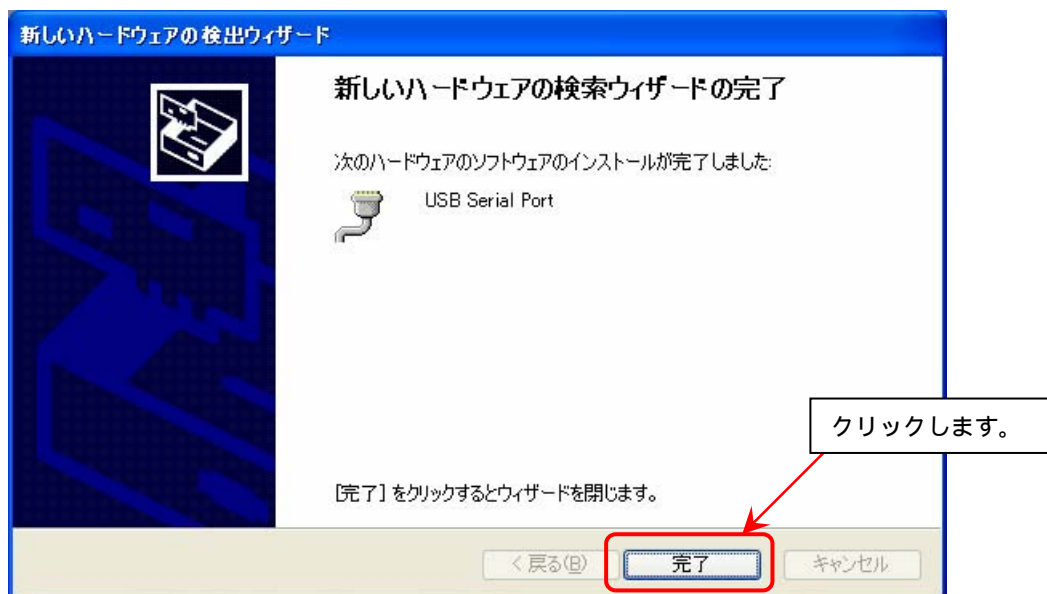 新しいハードウェアの検出ウィザード
新しいハードウェアの検索ウィザードの完了
次のハードウェアのソフトウェアのインストールが完了しました:
USB Serial Port
クリックします。
[完了] をクリックするとウィザードを閉じます。
< 戻る(B)
完了
キャンセル